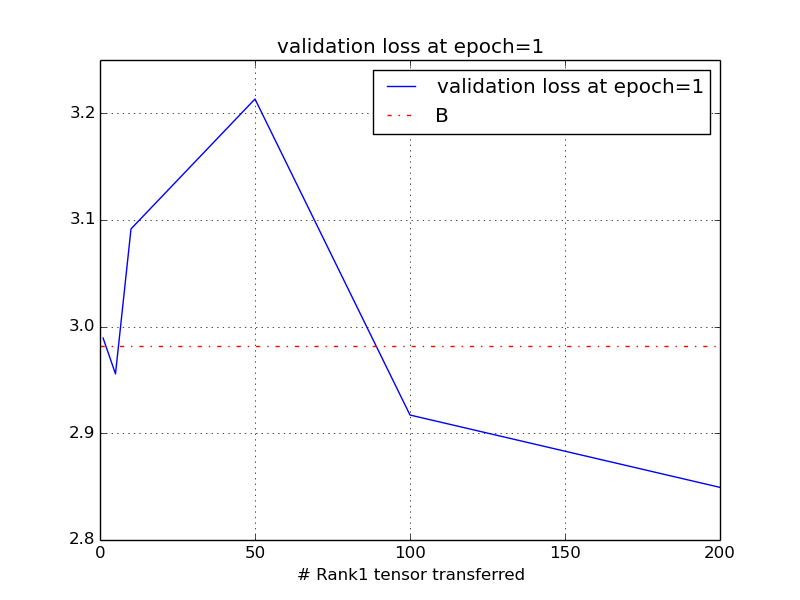 validation loss at epoch=1
validation loss at epoch=1
B
3.2
3.1
3.0
2.9
2.8
0 50 100 150 200
# Rank1 tensor transferred